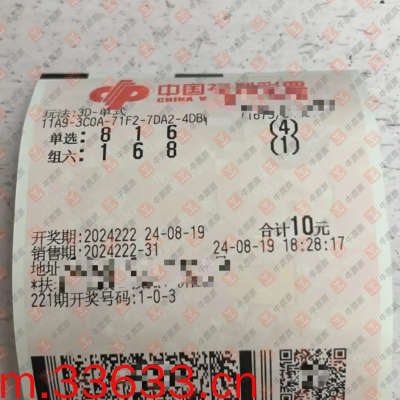 中国福利彩票
CHINA
玩法:3D-单式
11A9-3C0A-71F2-7DA2-4DB
单选: 8 1 6 (4)
组六: 1 6 8 (1)
开奖期:2024222 24-08-19 合计10元
销售期:2024222-31 24-08-19 18:28:17
地址
*扶
221期开奖号码:1-0-3
m.33633.cn